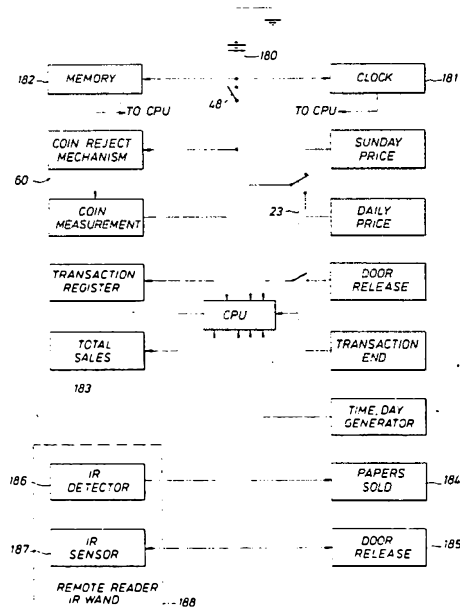 180
182 MEMORY CLOCK 181
48
TO CPU TO CPU
COIN REJECT
MECHANISM
SUNDAY
PRICE
60
COIN
MEASUREMENT
23
DAILY
PRICE
TRANSACTION
REGISTER
DOOR
RELEASE
CPU
TOTAL
SALES
TRANSACTION
END
183
TIME, DAY
GENERATOR
186 IR
DETECTOR
PAPERS
SOLD 184
187 IR
SENSOR
DOOR
RELEASE 185
REMOTE READER
IR WAND
188